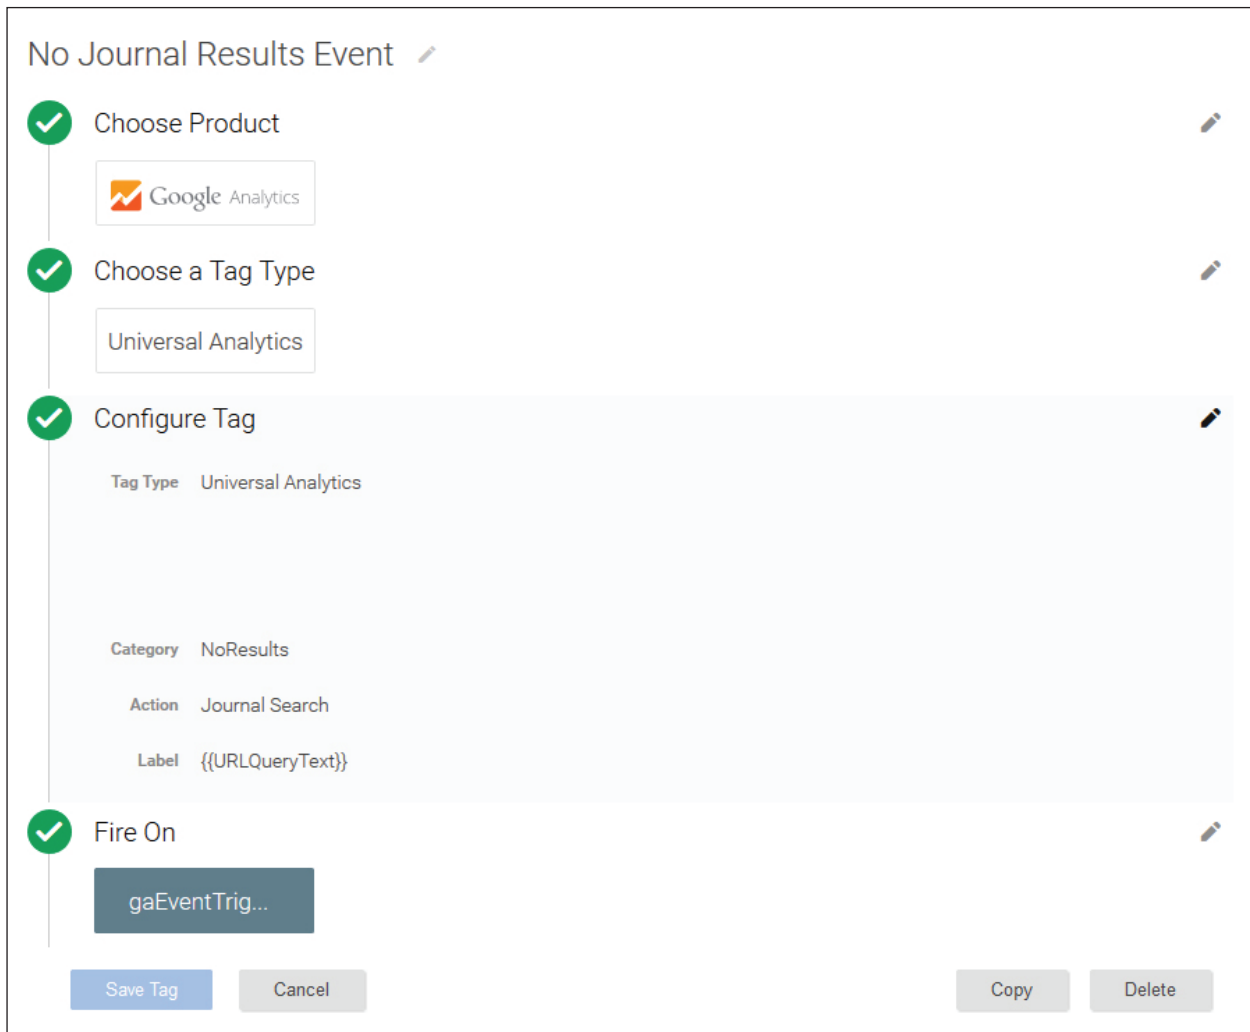 No Journal Results Event
Choose Product
Google Analytics
Choose a Tag Type
Universal Analytics
Configure Tag
Tag Type Universal Analytics
Category NoResults
Action Journal Search
Label {{URLQueryText}}
Fire On
gaEventTrig...
Save Tag Cancel Copy Delete